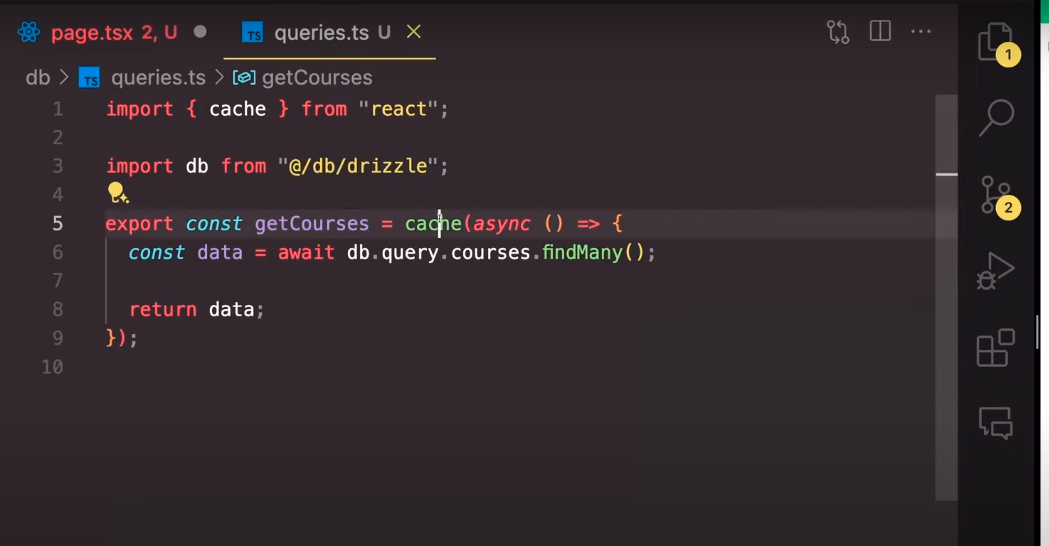 page.tsx 2, U
TS queries.ts U
db > TS queries.ts > getCourses
1 import { cache } from "react";
2
3 import db from "@/db/drizzle";
4
5 export const getCourses = cache(async () => {
6 const data = await db.query.courses.findMany();
7
8 return data;
9 });
10
1
2